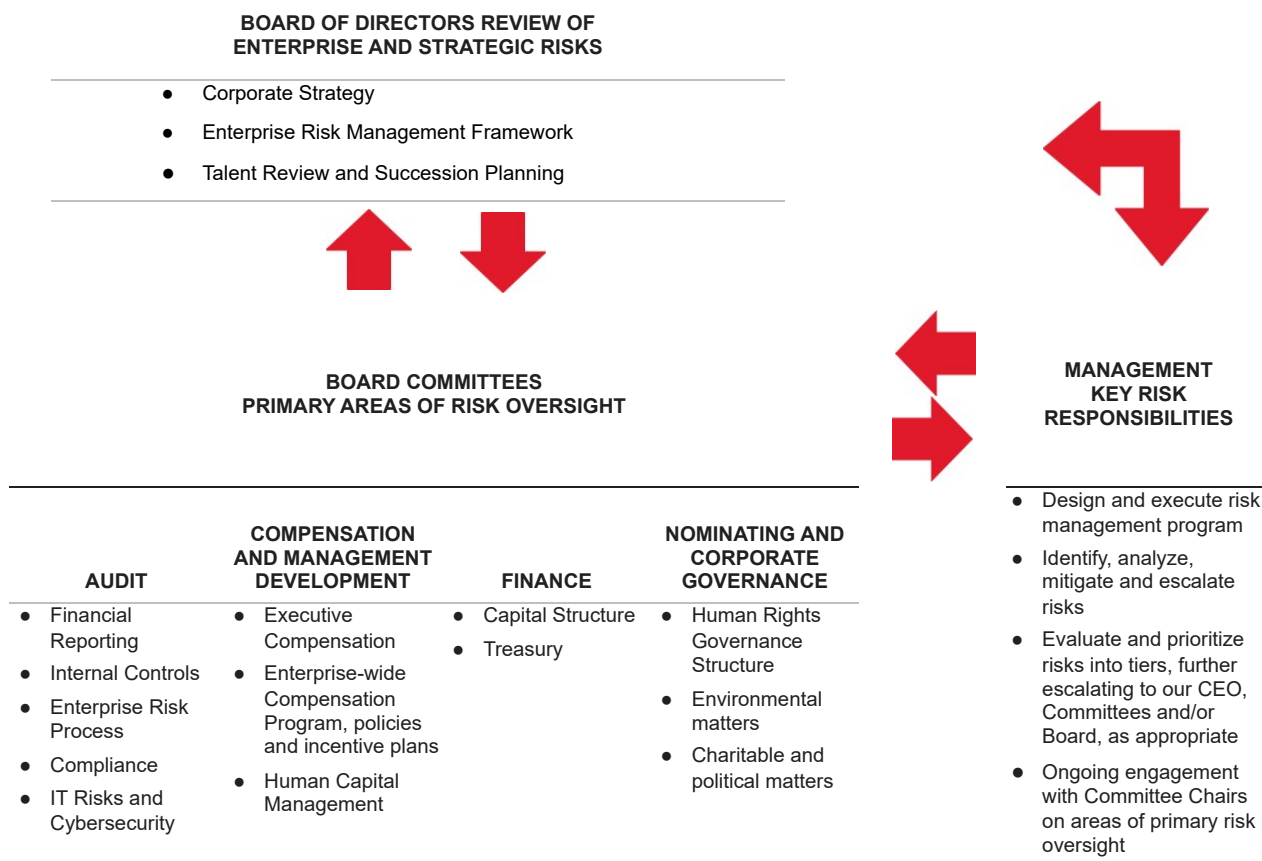 BOARD OF DIRECTORS REVIEW OF
ENTERPRISE AND STRATEGIC RISKS
● Corporate Strategy
● Enterprise Risk Management Framework
● Talent Review and Succession Planning
BOARD COMMITTEES
PRIMARY AREAS OF RISK OVERSIGHT
AUDIT
● Financial
Reporting
● Internal Controls
● Enterprise Risk
Process
● Compliance
● IT Risks and
Cybersecurity
COMPENSATION
AND MANAGEMENT
DEVELOPMENT
● Executive
Compensation
● Enterprise-wide
Compensation
Program, policies
and incentive plans
● Human Capital
Management
FINANCE
● Capital Structure
● Treasury
NOMINATING AND
CORPORATE
GOVERNANCE
● Human Rights
Governance
Structure
● Environmental
matters
● Charitable and
political matters
MANAGEMENT
KEY RISK
RESPONSIBILITIES
● Design and execute risk
management program
● Identify, analyze,
mitigate and escalate
risks
● Evaluate and prioritize
risks into tiers, further
escalating to our CEO,
Committees and/or
Board, as appropriate
● Ongoing engagement
with Committee Chairs
on areas of primary risk
oversight